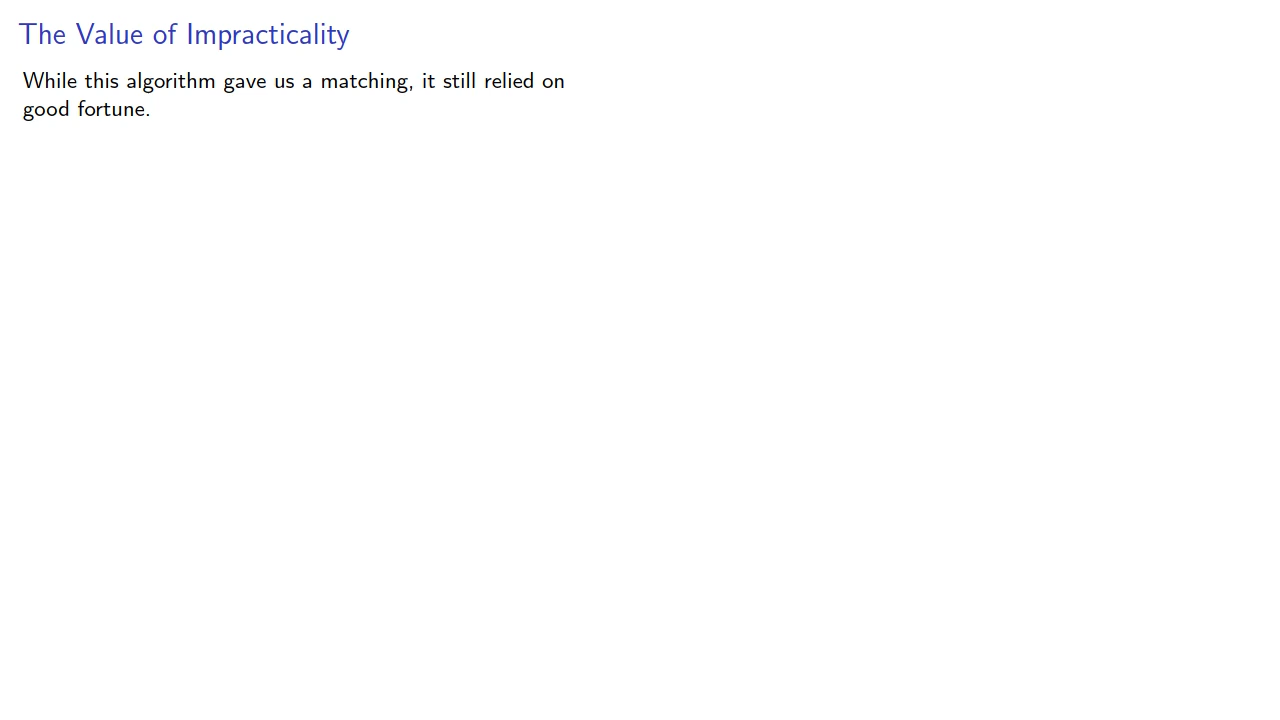 The Value of Impracticality
While this algorithm gave us a matching, it still relied on
good fortune.